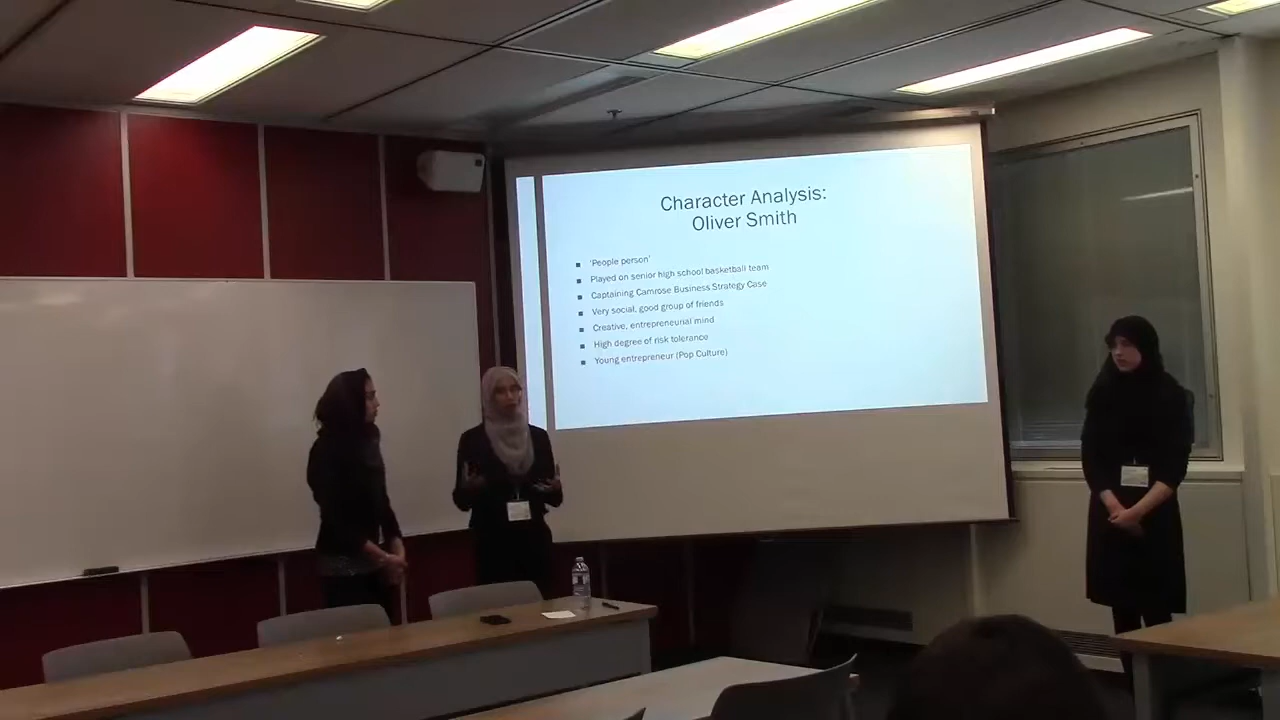 Character Analysis:
Oliver Smith
'People person'
Played on senior high school basketball team
Captaining Camrose Business Strategy Case
Very social, good group of friends
Creative, entrepreneurial mind
High degree of risk tolerance
Young entrepreneur (Pop Culture)